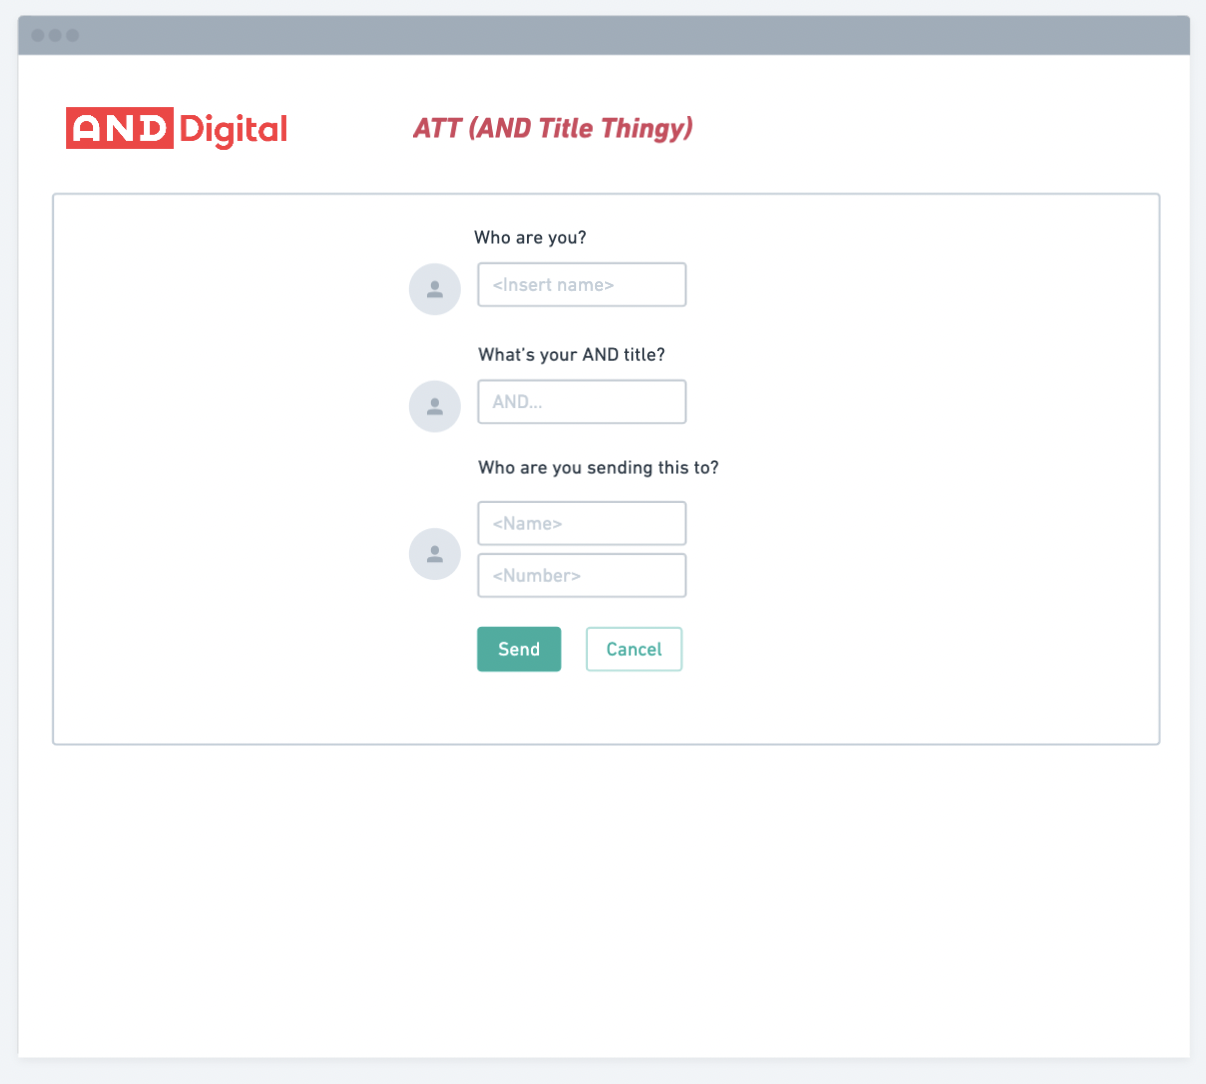 AND Digital
ATT (AND Title Thingy)
Who are you?
<Insert name>
What's your AND title?
AND...
Who are you sending this to?
<Name>
<Number>
Send
Cancel